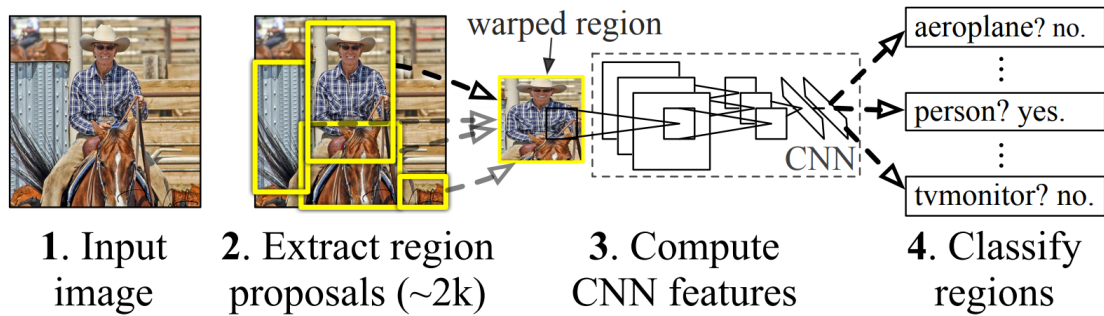 warped region
aeroplane? no.
person? yes.
CNN
tvmonitor? no.
1. Input
image
2. Extract region
proposals (~2k)
3. Compute
CNN features
4. Classify
regions